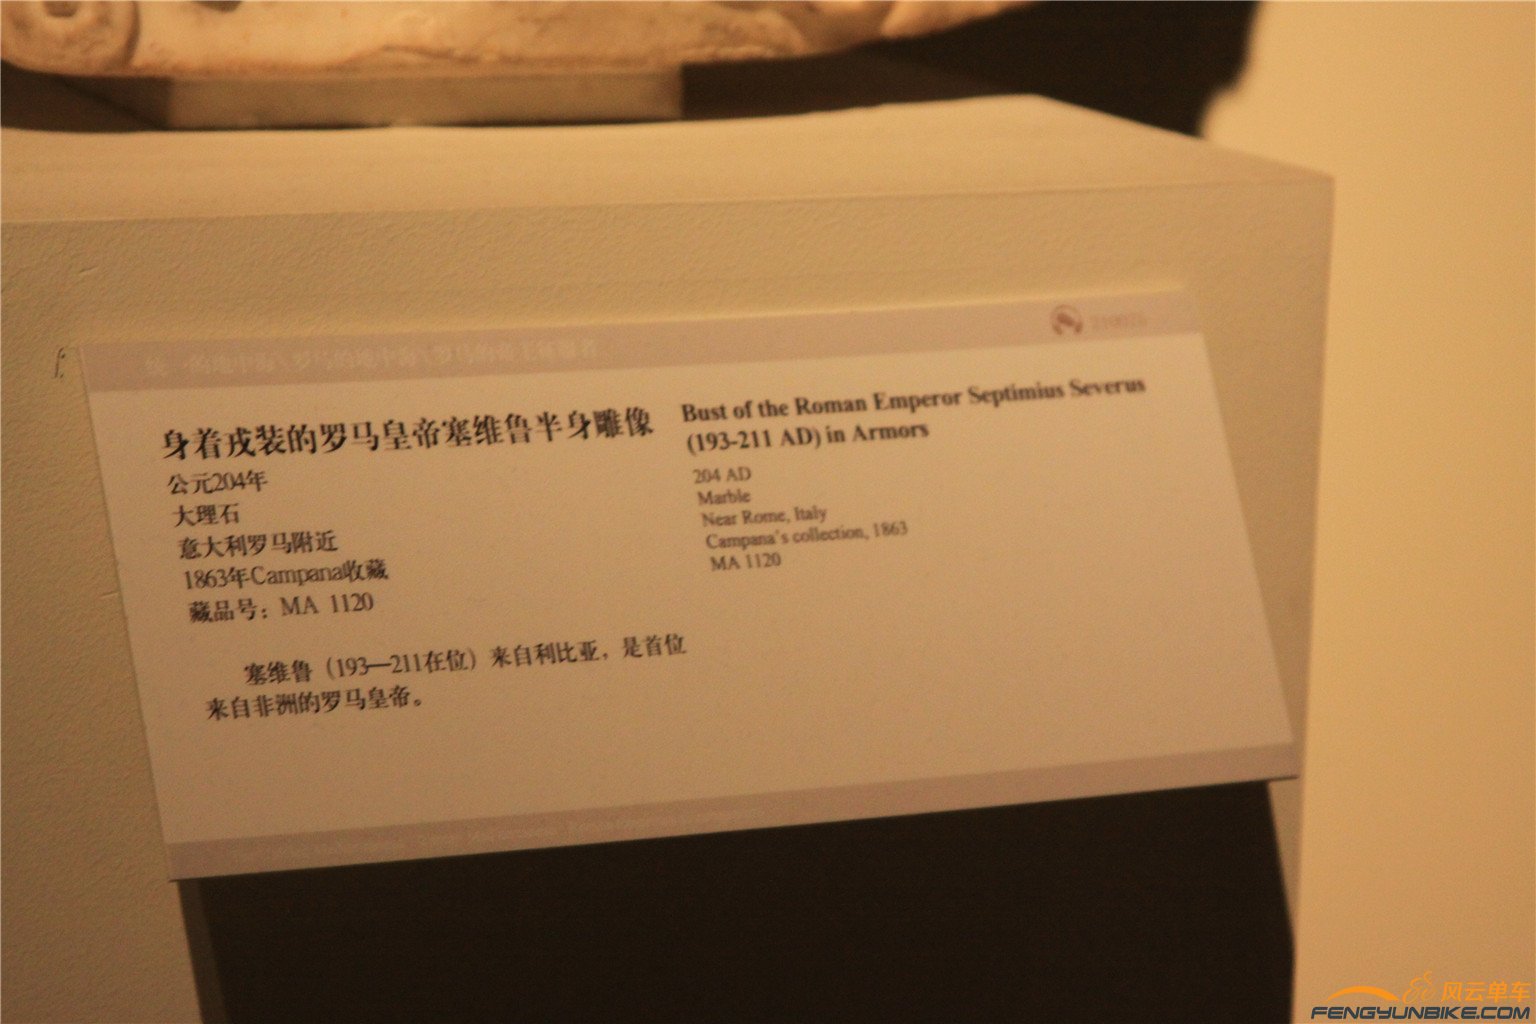 身着戎装的罗马皇帝塞维鲁半身雕像
公元204年
大理石
意大利罗马附近
1863年Campana收藏
藏品号：MA 1120
塞维鲁（193—211在位）来自利比亚，是首位
来自非洲的罗马皇帝。
Bust of the Roman Emperor Septimius Severus
(193-211 AD) in Armors
204 AD
Marble
Near Rome, Italy
Campana's collection, 1863
MA 1120
风云单车
FENGYUNBIKE.COM